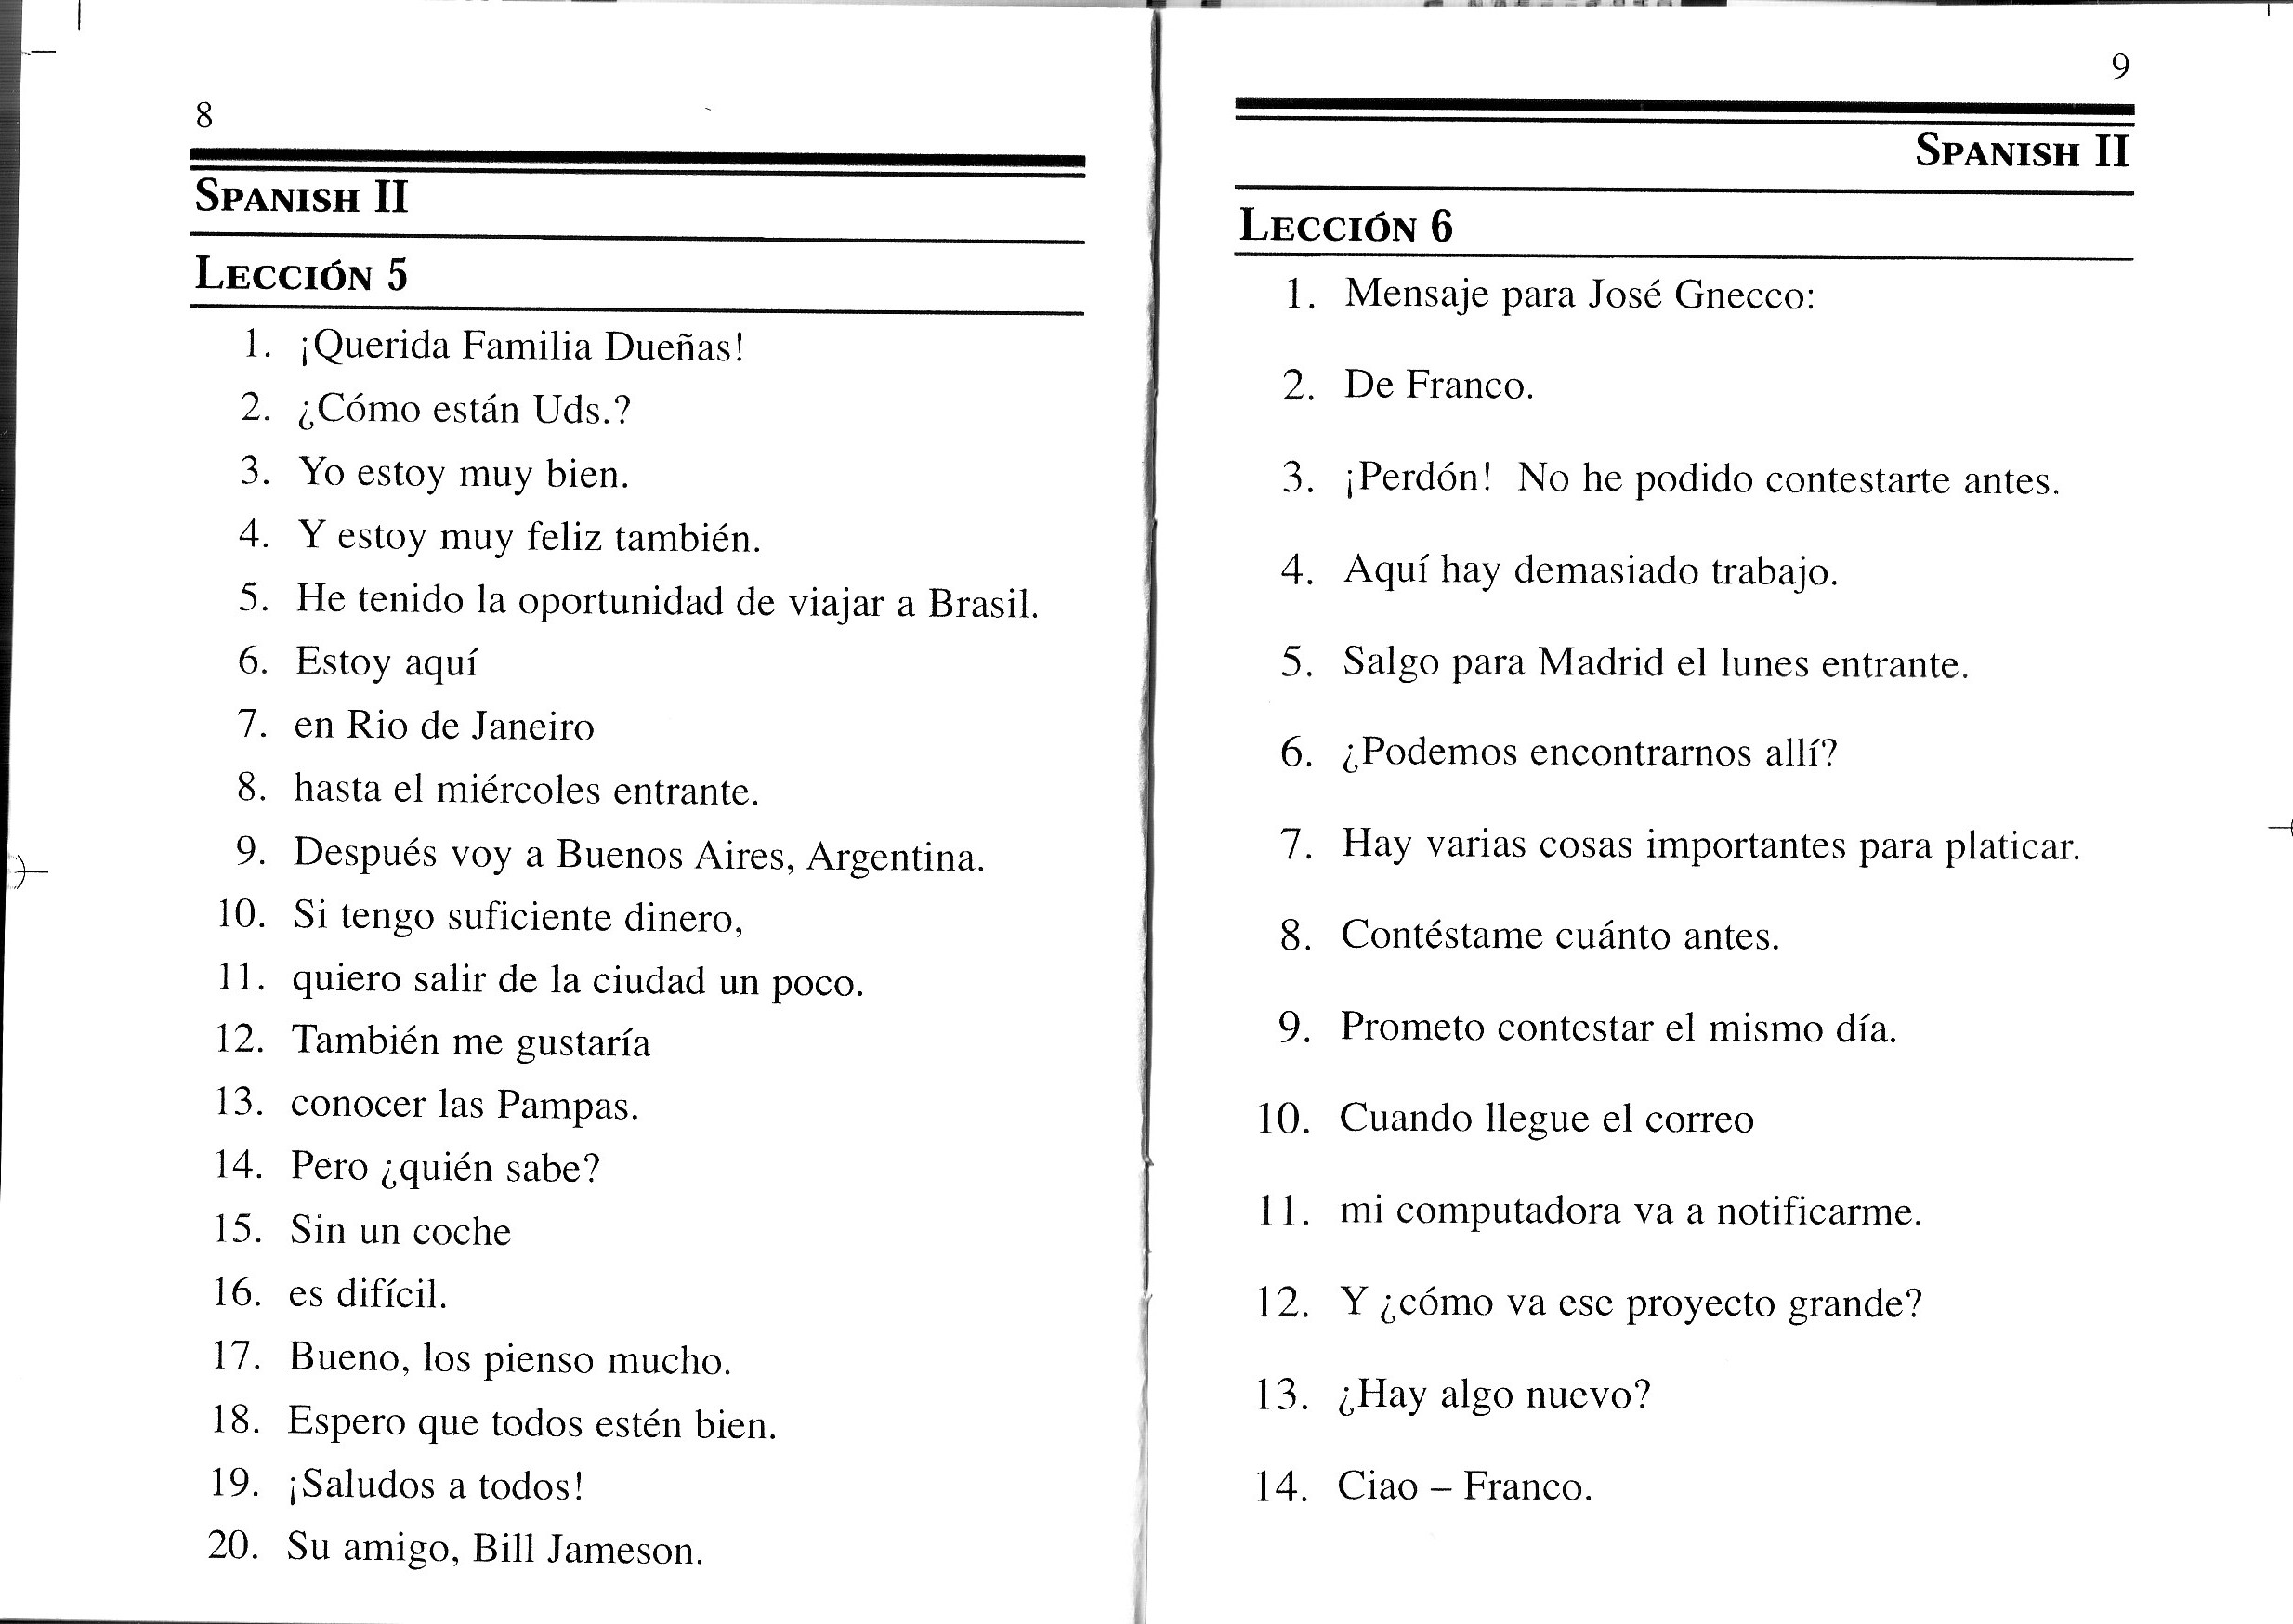 8
SPANISH II
LECCIÓN 5
1. ¡Querida Familia Dueñas!
2. ¿Cómo están Uds.?
3. Yo estoy muy bien.
4. Y estoy muy feliz también.
5. He tenido la oportunidad de viajar a Brasil.
6. Estoy aquí
7. en Rio de Janeiro
8. hasta el miércoles entrante.
9. Después voy a Buenos Aires, Argentina.
10. Si tengo suficiente dinero,
11. quiero salir de la ciudad un poco.
12. También me gustaría
13. conocer las Pampas.
14. Pero ¿quién sabe?
15. Sin un coche
16. es difícil.
17. Bueno, los pienso mucho.
18. Espero que todos estén bien.
19. ¡Saludos a todos!
20. Su amigo, Bill Jameson.
9
SPANISH II
LECCIÓN 6
1. Mensaje para José Gnecco:
2. De Franco.
3. ¡Perdón! No he podido contestarte antes.
4. Aquí hay demasiado trabajo.
5. Salgo para Madrid el lunes entrante.
6. ¿Podemos encontrarnos allí?
7. Hay varias cosas importantes para platicar.
8. Contéstame cuánto antes.
9. Prometo contestar el mismo día.
10. Cuando llegue el correo
11. mi computadora va a notificarme.
12. Y ¿cómo va ese proyecto grande?
13. ¿Hay algo nuevo?
14. Ciao – Franco.